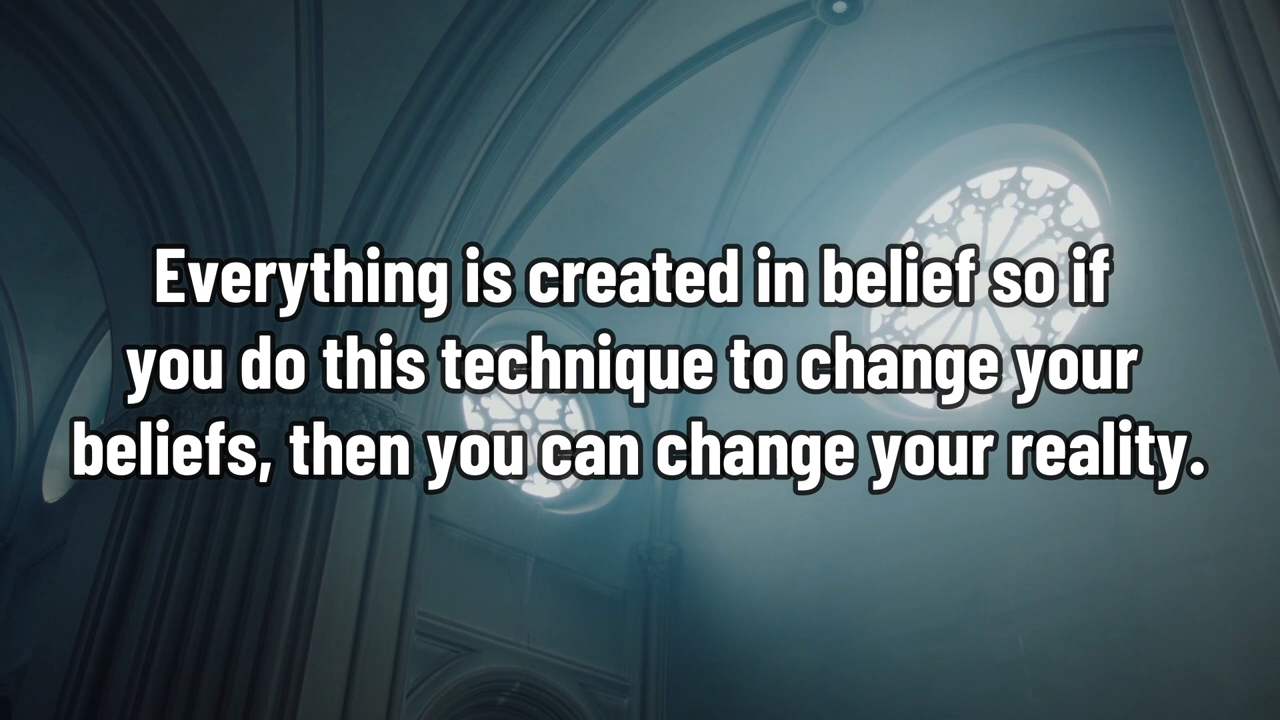 Everything is created in belief so if
you do this technique to change your
beliefs, then you can change your reality.